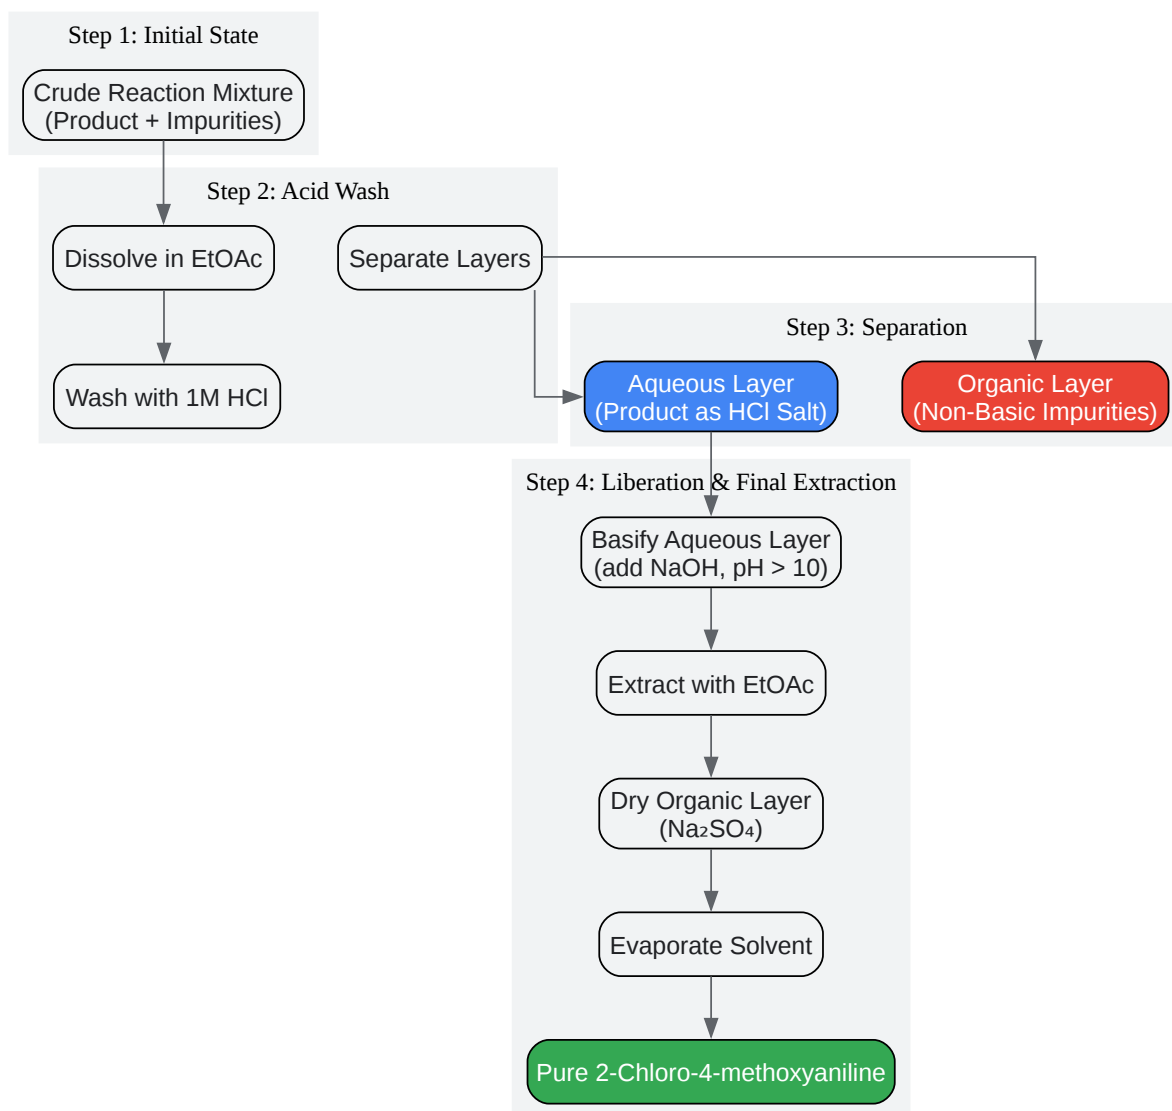 Step 1: Initial State
Crude Reaction Mixture
(Product + Impurities)
Step 2: Acid Wash
Dissolve in EtOAc
Separate Layers
Wash with 1M HCl
Step 3: Separation
Aqueous Layer
(Product as HCl Salt)
Organic Layer
(Non-Basic Impurities)
Step 4: Liberation & Final Extraction
Basify Aqueous Layer
(add NaOH, pH > 10)
Extract with EtOAc
Dry Organic Layer
(Na₂SO₄)
Evaporate Solvent
Pure 2-Chloro-4-methoxyaniline